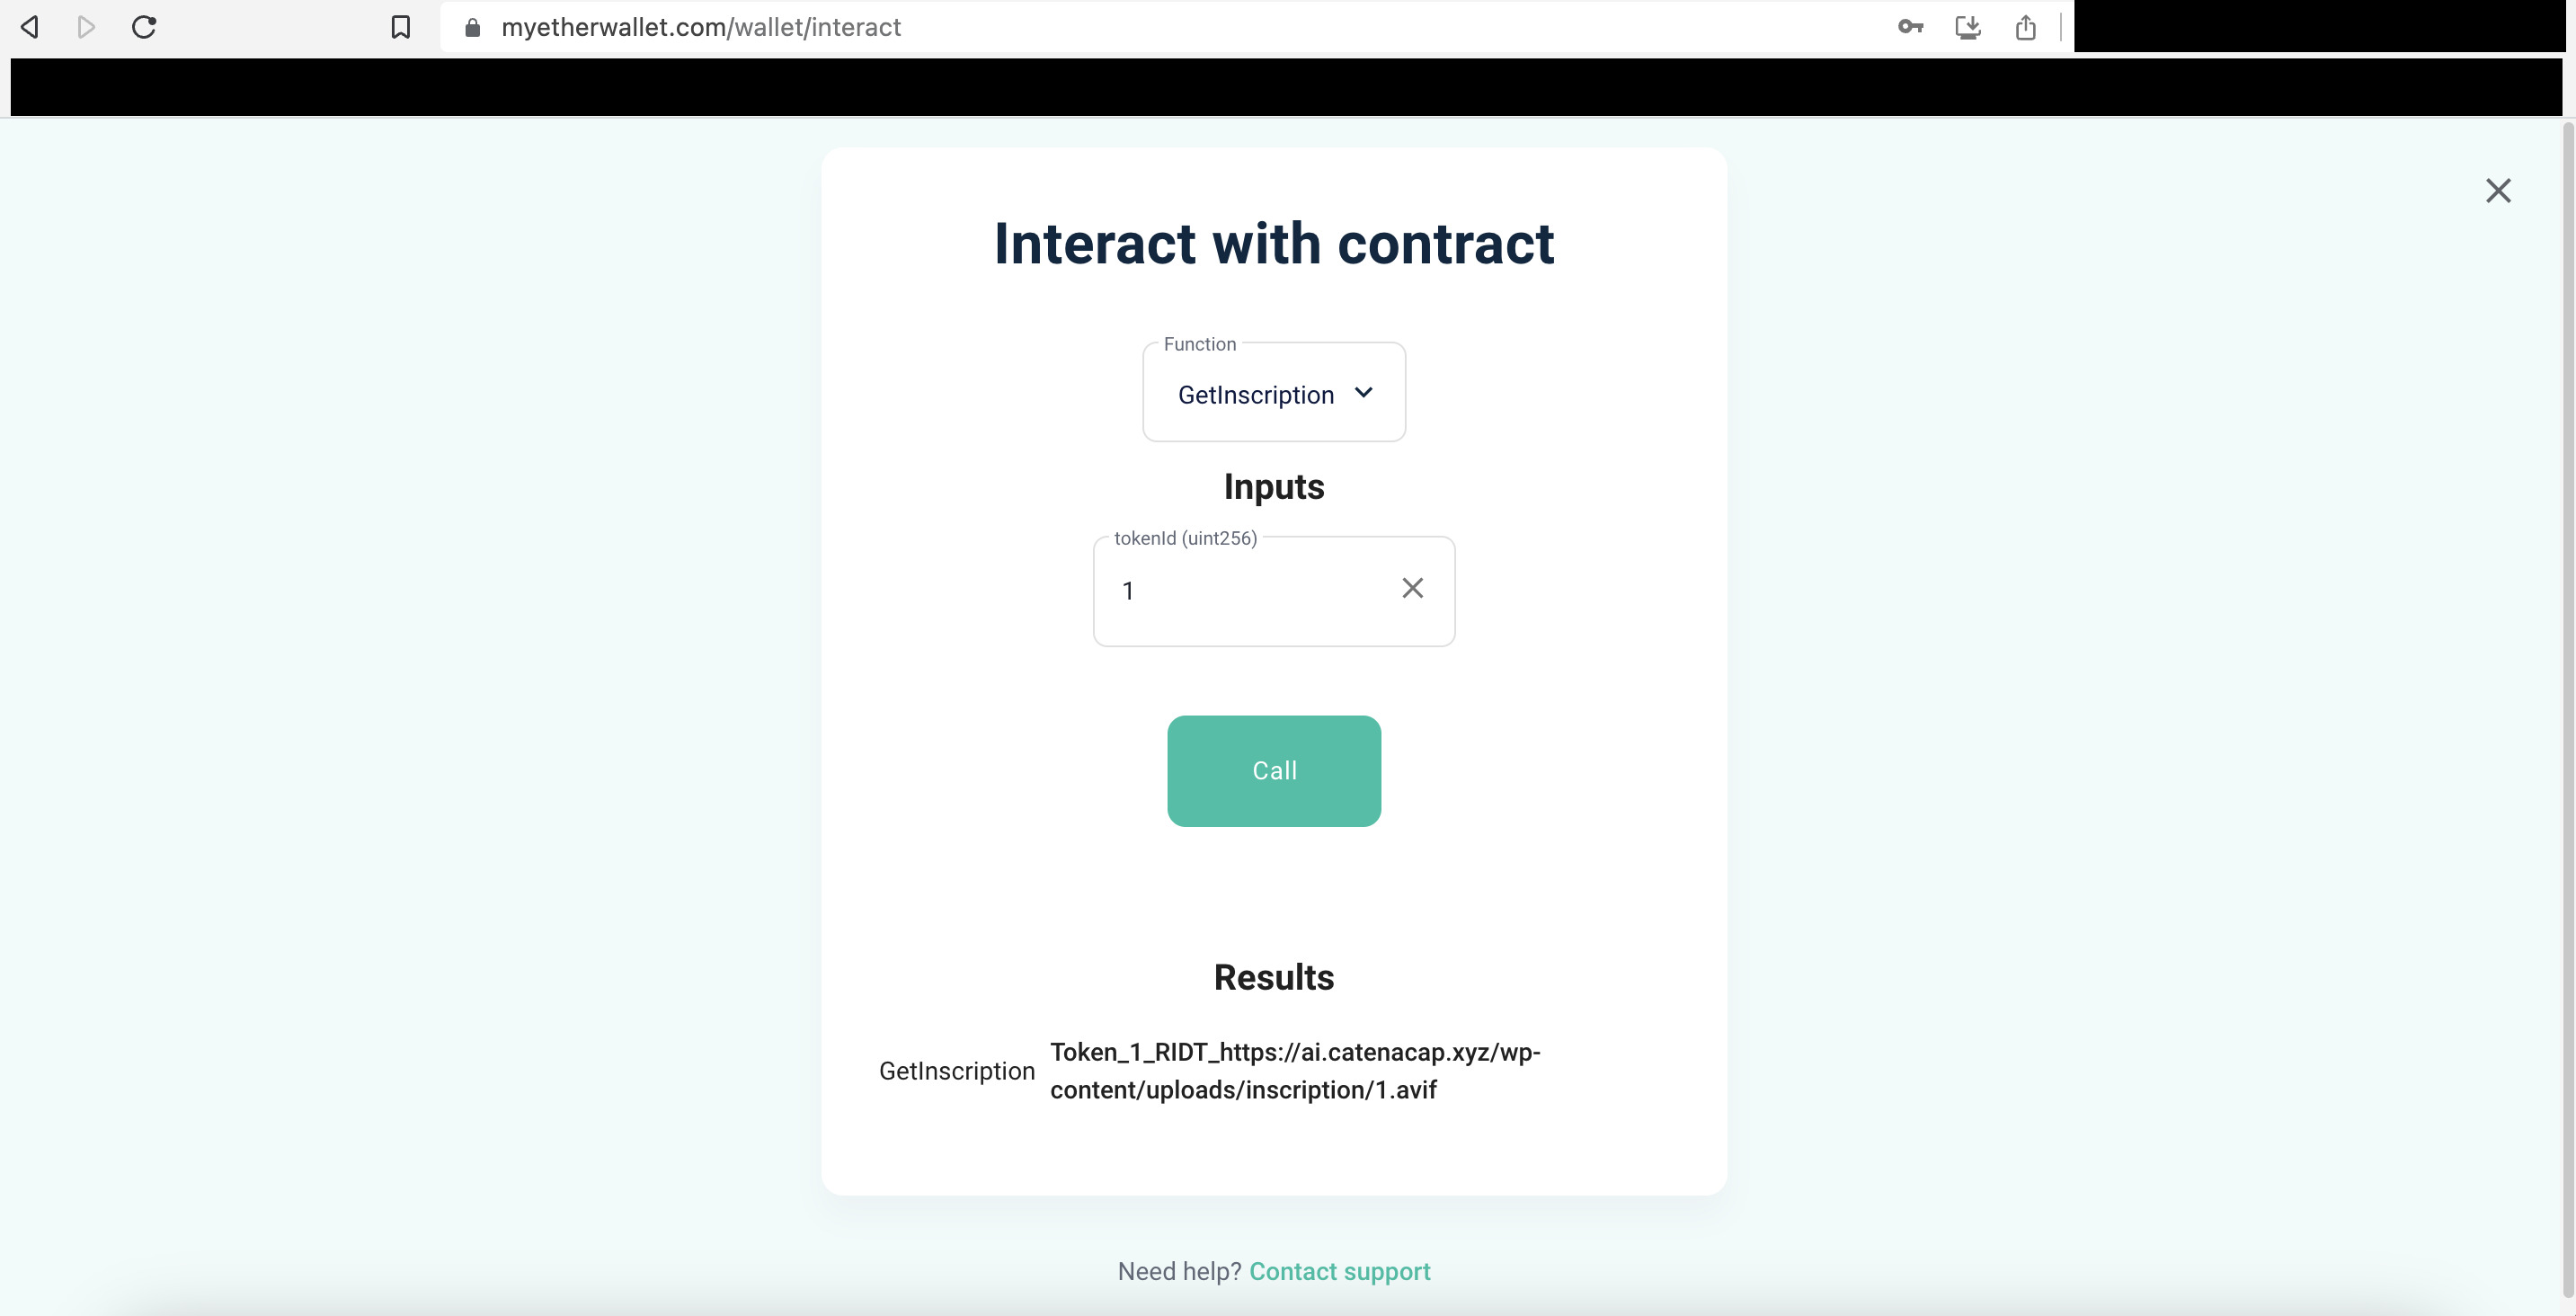 myetherwallet.com/wallet/interact
Interact with contract
Function
GetInscription
Inputs
tokenId (uint256)
1
Call
Results
GetInscription
Token_1_RIDT_https://ai.catenacap.xyz/wp-
content/uploads/inscription/1.avif
Need help? Contact support